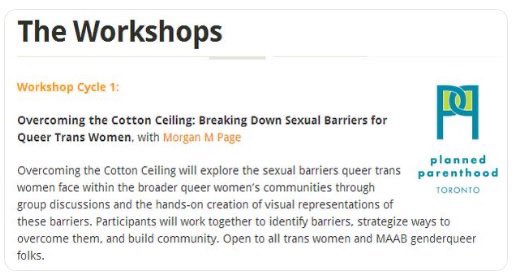 The Workshops
Workshop Cycle 1:
Overcoming the Cotton Ceiling: Breaking Down Sexual Barriers for
Queer Trans Women, with Morgan M Page
Overcoming the Cotton Ceiling will explore the sexual barriers queer trans
women face within the broader queer women's communities through
group discussions and the hands-on creation of visual representations of
these barriers. Participants will work together to identify barriers, strategize ways to
overcome them, and build community. Open to all trans women and MAAB genderqueer
folks.
planned
parenthood
TORONTO